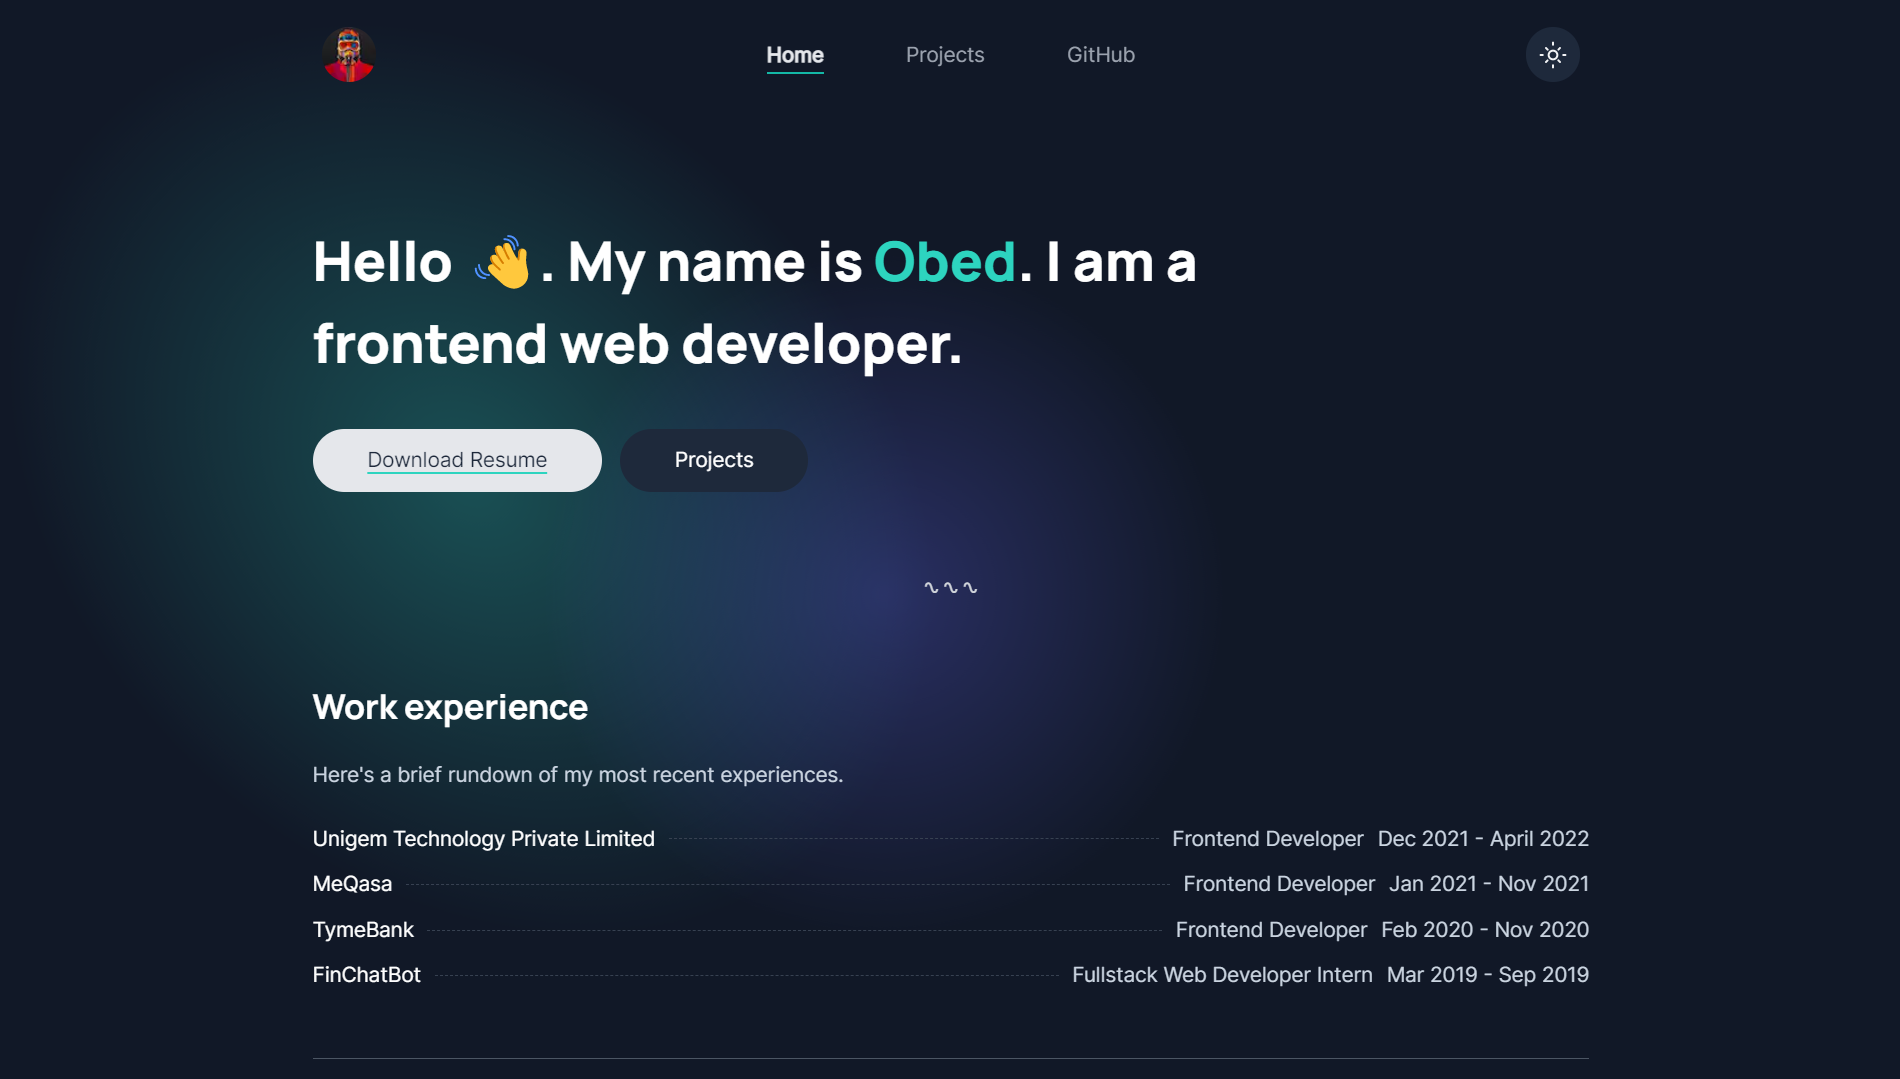 Home Projects GitHub
Hello 👋. My name is Obed. I am a
frontend web developer.
Download Resume Projects
Work experience
Here's a brief rundown of my most recent experiences.
Unigem Technology Private Limited Frontend Developer Dec 2021 - April 2022
MeQasa Frontend Developer Jan 2021 - Nov 2021
TymeBank Frontend Developer Feb 2020 - Nov 2020
FinChatBot Fullstack Web Developer Intern Mar 2019 - Sep 2019